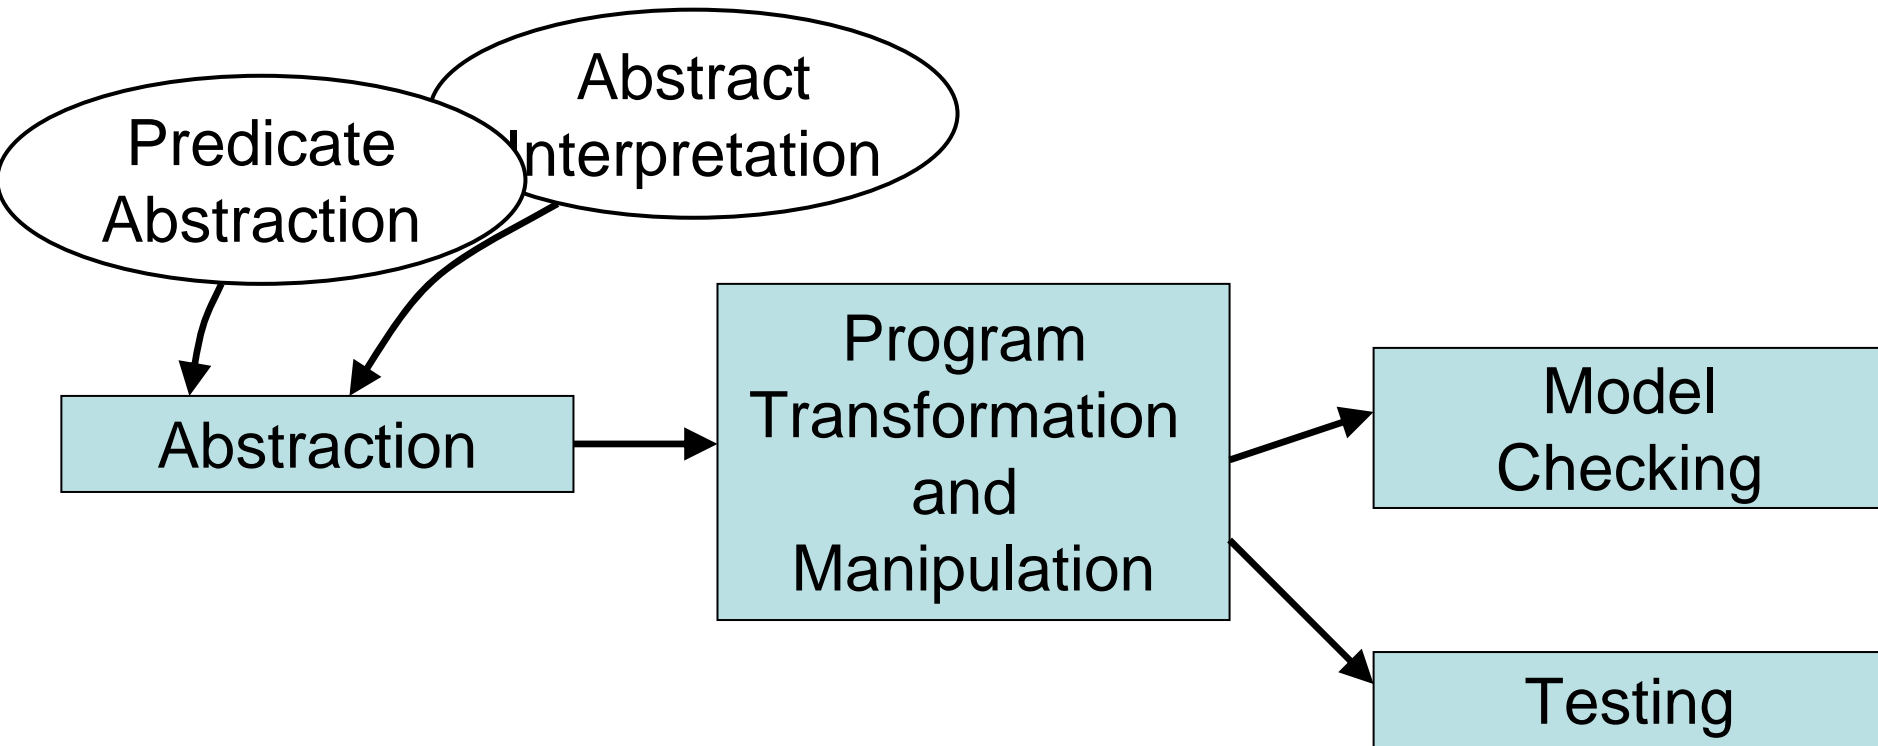 Abstract
Interpretation
Predicate
Abstraction
Abstraction
Program
Transformation
and
Manipulation
Model
Checking
Testing